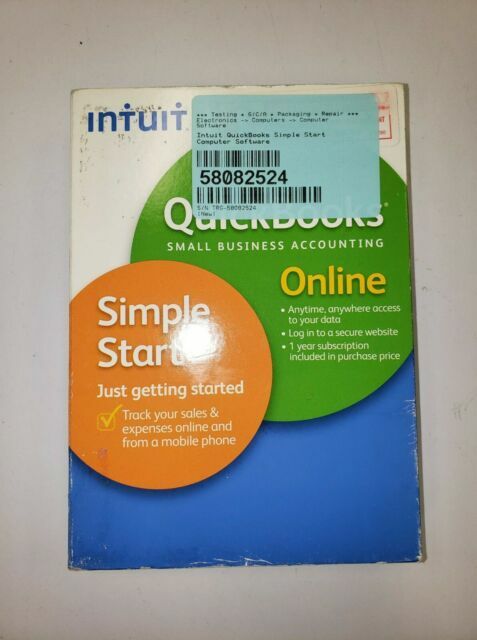 intuit
*** Testing * S/C/R * Packaging * Repair ***
Electronics -> Computers -> Computer
Software
Intuit QuickBooks Simple Start
Computer Software
58082524
S/N TRG-58082524
(New)
NT
QuickBooks
SMALL BUSINESS ACCOUNTING
Online
• Anytime, anywhere access
to your data
• Log in to a secure website
• 1 year subscription
included in purchase price
Simple
Start
Just getting started
Track your sales &
expenses online and
from a mobile phone